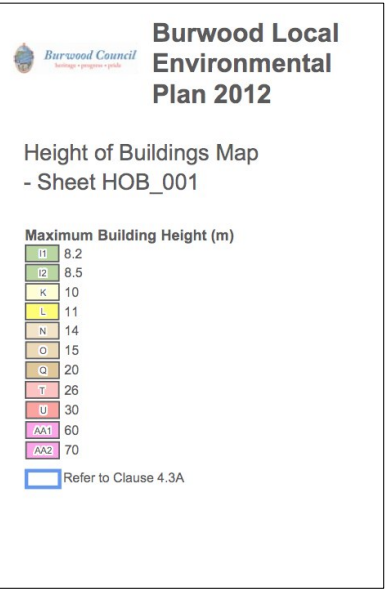 Burwood Council
heritage • progress • pride
Burwood Local
Environmental
Plan 2012
Height of Buildings Map
- Sheet HOB_001
Maximum Building Height (m)
I1 8.2
I2 8.5
K 10
L 11
N 14
O 15
Q 20
T 26
U 30
AA1 60
AA2 70
Refer to Clause 4.3A